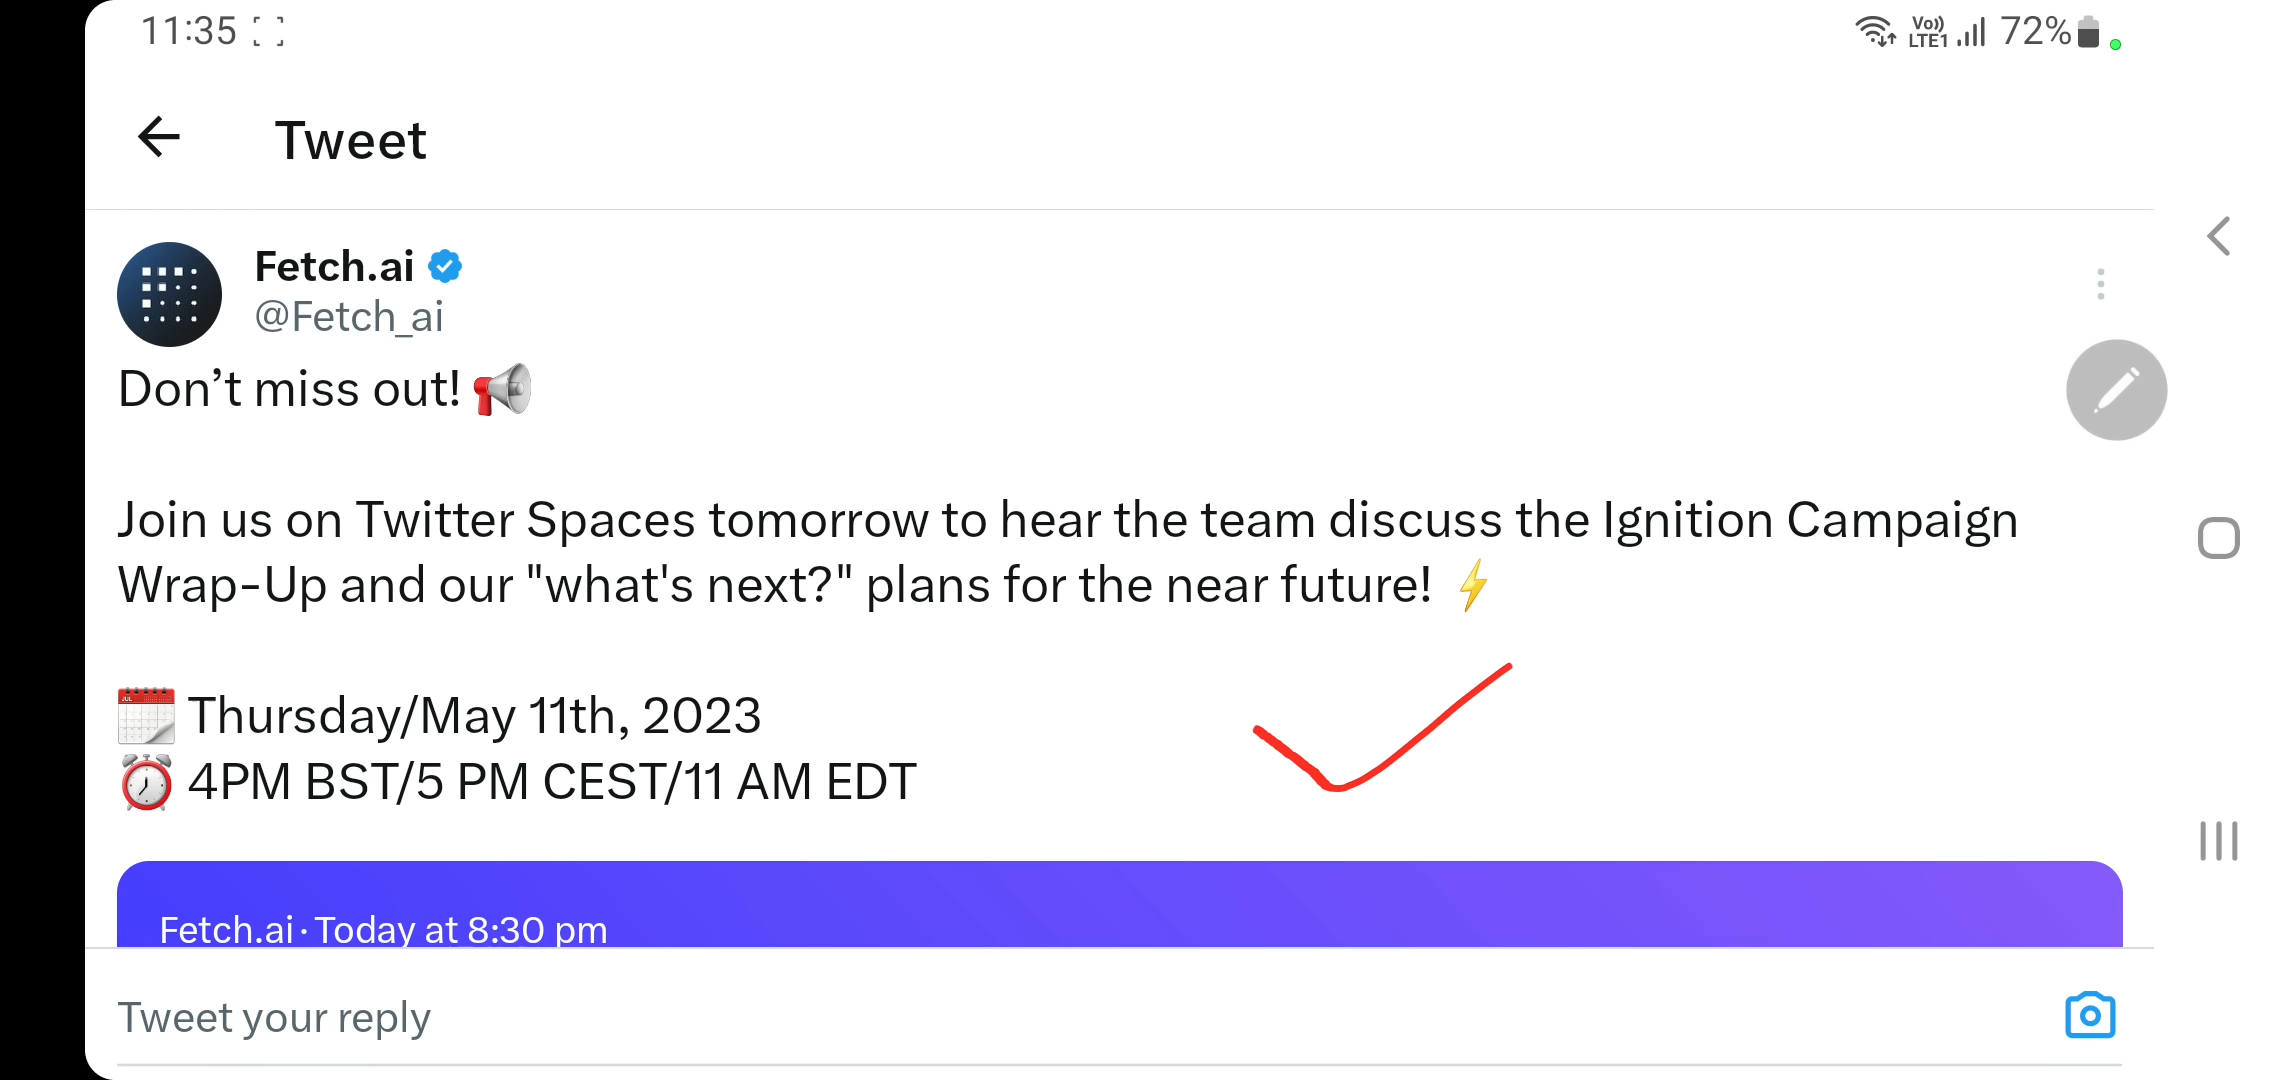 11:35 Vo)) LTE1 72%
Tweet
Fetch.ai
@Fetch_ai
Don’t miss out! 📢
Join us on Twitter Spaces tomorrow to hear the team discuss the Ignition Campaign
Wrap-Up and our "what's next?" plans for the near future! ⚡
🗓 Thursday/May 11th, 2023
⏰ 4PM BST/5 PM CEST/11 AM EDT
Fetch.ai · Today at 8:30 pm
Tweet your reply